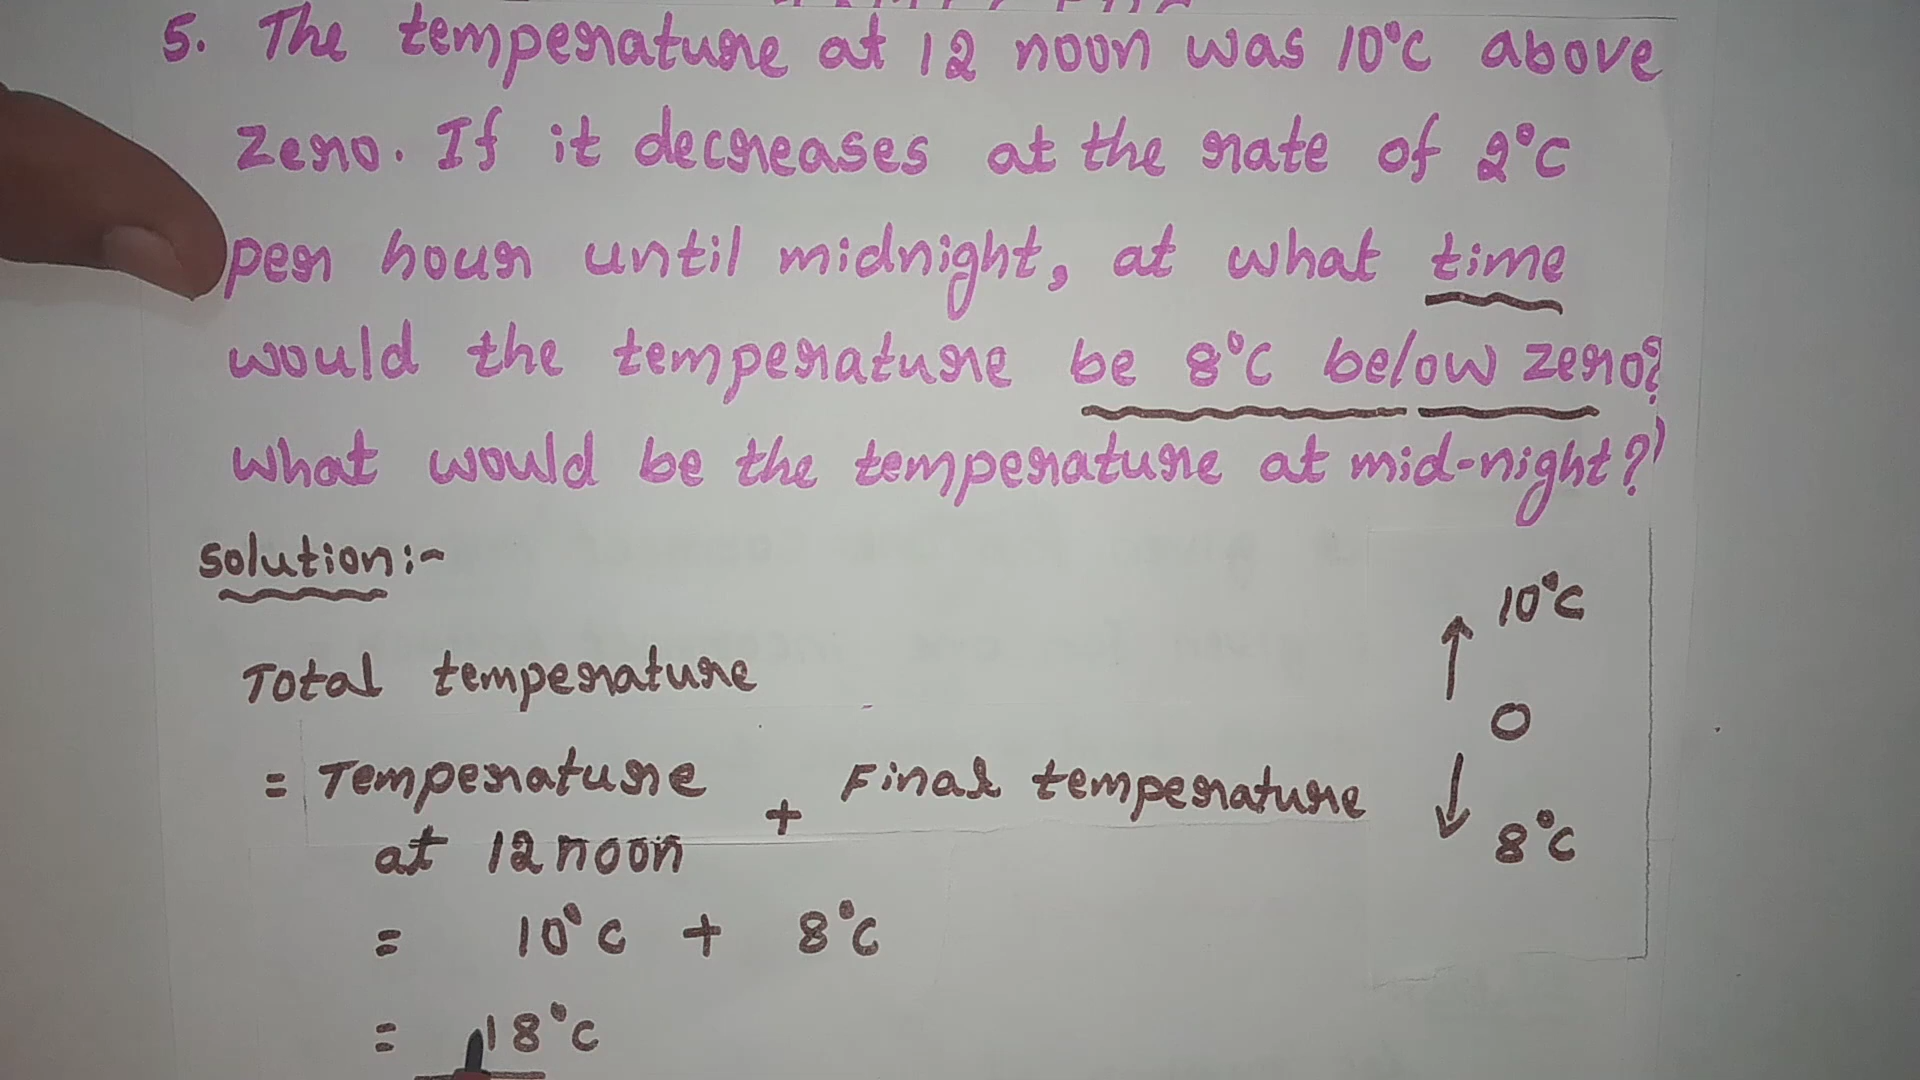 5. The temperature at 12 noon was 10°C above
zero. If it decreases at the rate of 2°C
per hour until midnight, at what time
would the temperature be 8°C below zero?
what would be the temperature at mid-night?'
Solution:-
10°C
Total temperature
0
= Temperature + Final temperature
at 12 noon
8°C
= 10°C + 8°C
= 18°C